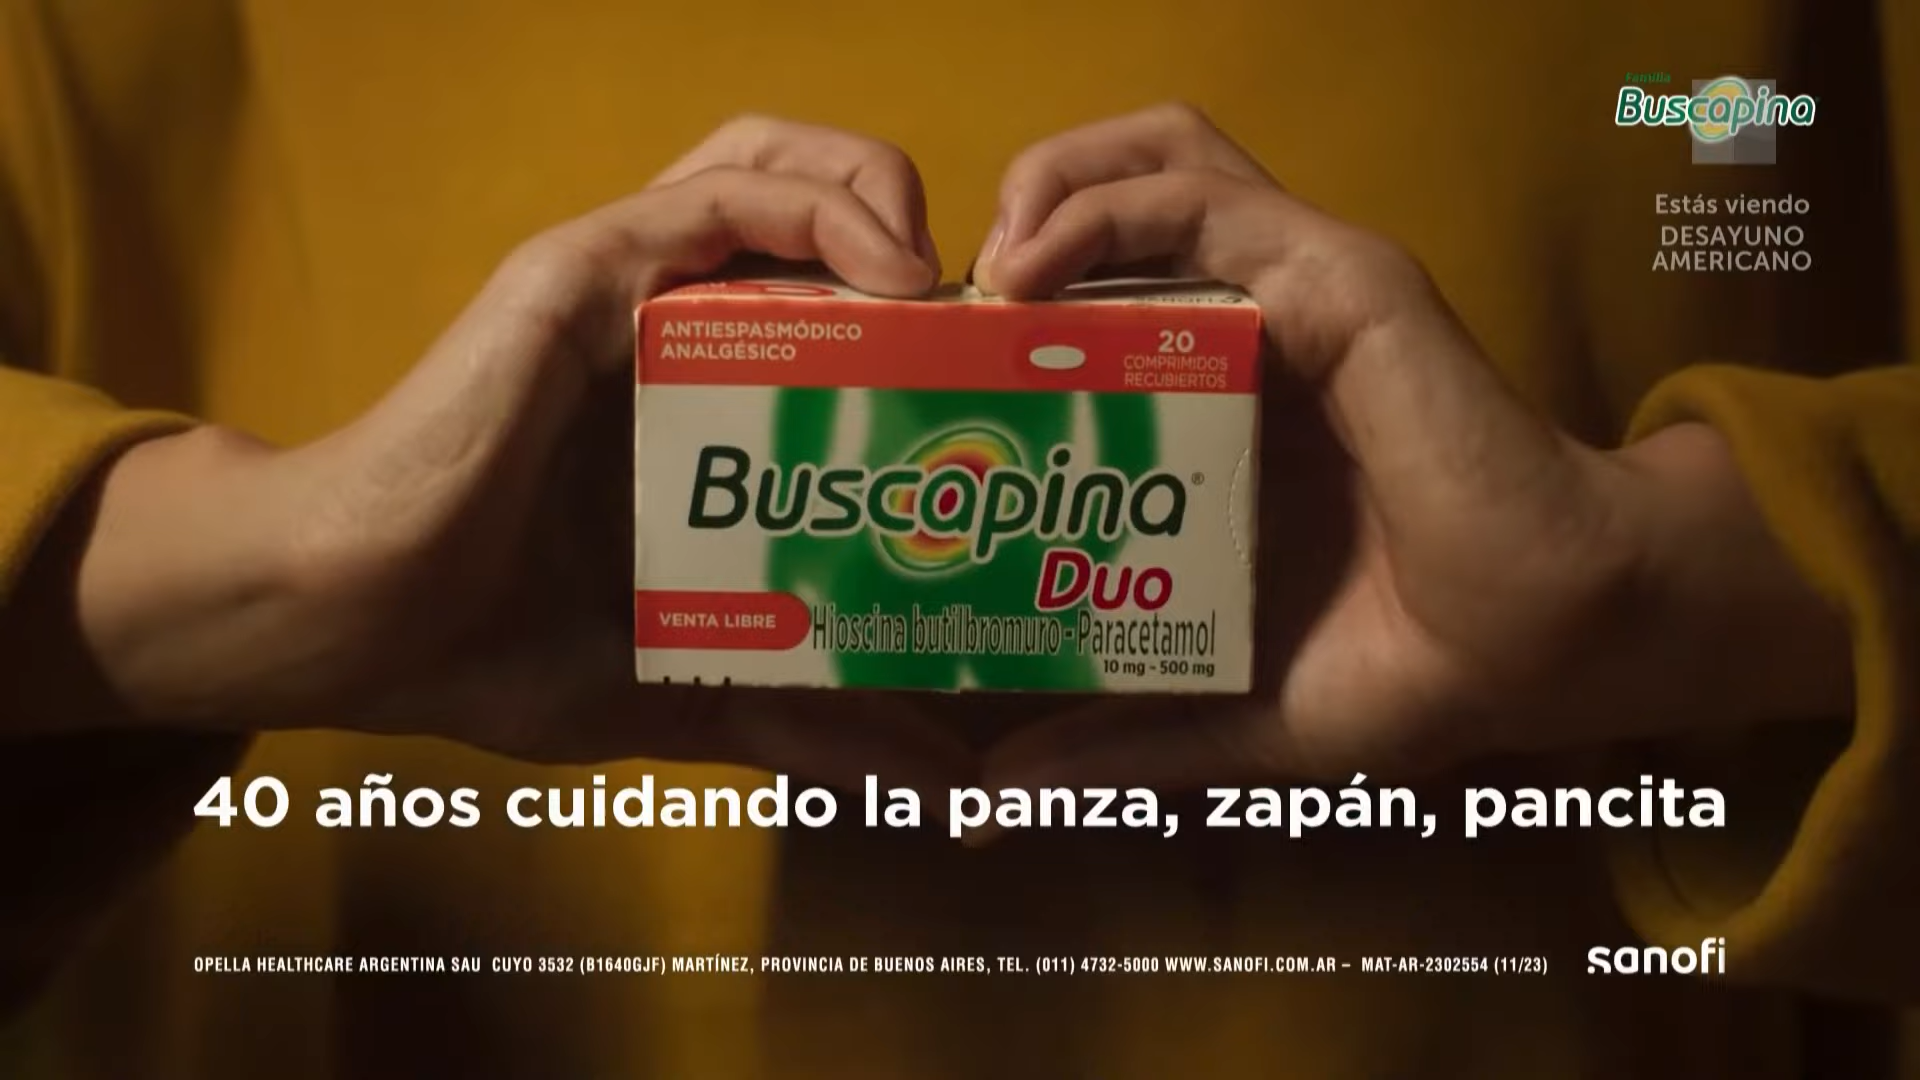 Familia
Buscapina
Estás viendo
DESAYUNO
AMERICANO
SANOFI
ANTIESPASMÓDICO
ANALGÉSICO
20
COMPRIMIDOS
RECUBIERTOS
Buscapina®
Duo
VENTA LIBRE
Hioscina butilbromuro-Paracetamol
10 mg - 500 mg
40 años cuidando la panza, zapán, pancita
OPELLA HEALTHCARE ARGENTINA SAU CUYO 3532 (B1640GJF) MARTÍNEZ, PROVINCIA DE BUENOS AIRES, TEL. (011) 4732-5000 WWW.SANOFI.COM.AR – MAT-AR-2302554 (11/23)
sanofi